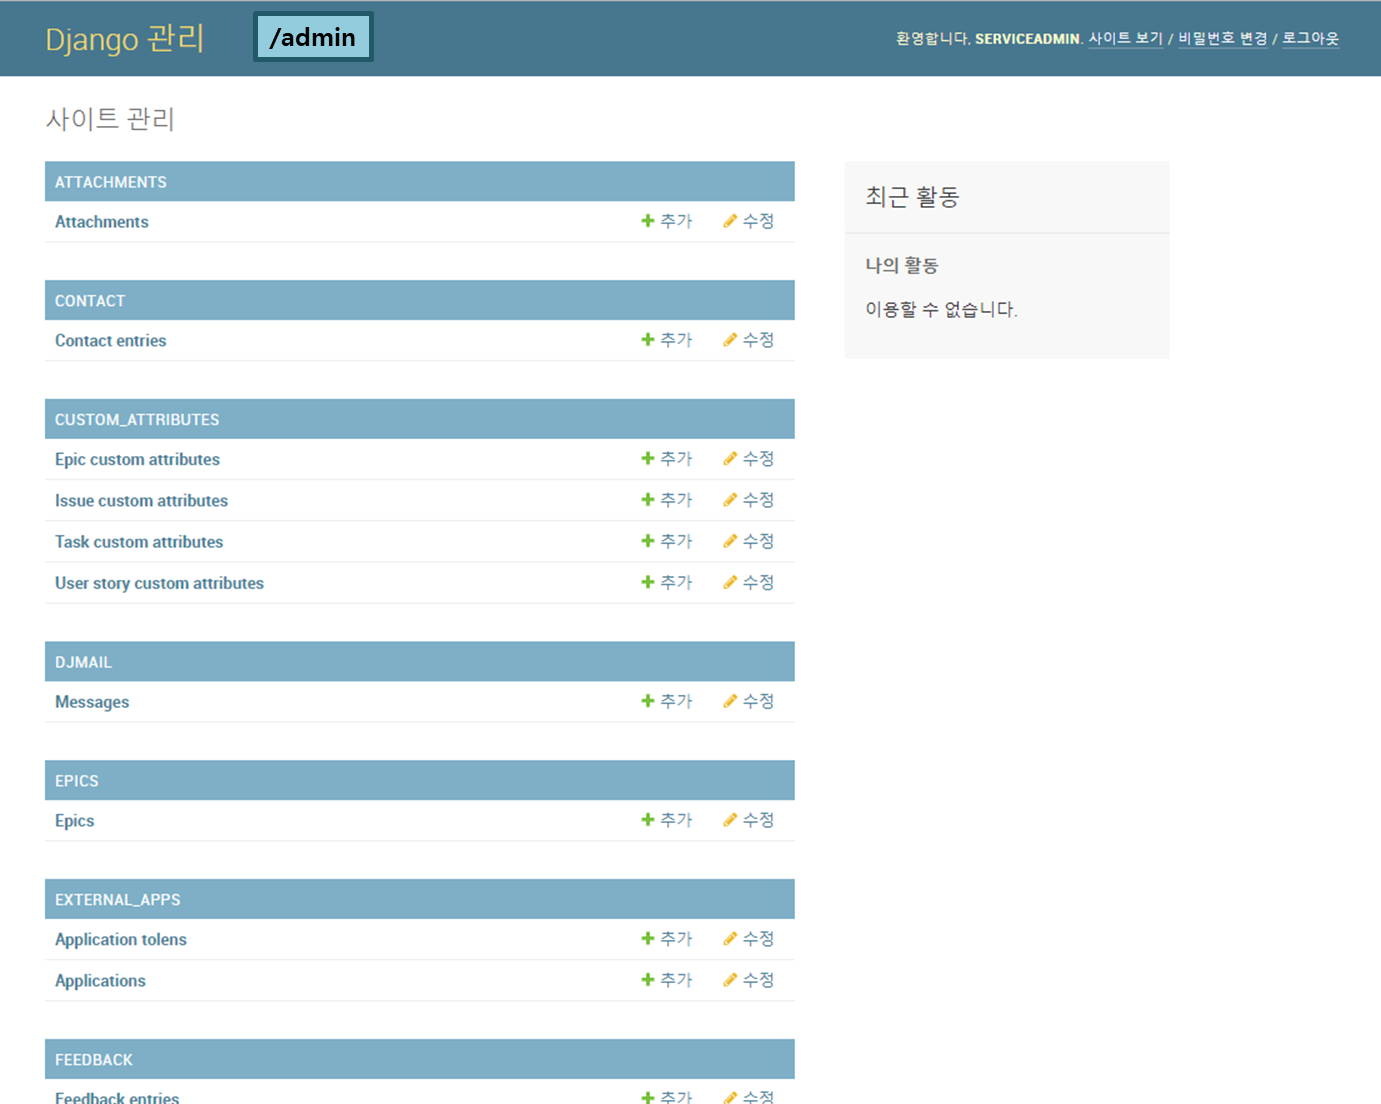 Django 관리 /admin 환영합니다, SERVICEADMIN. 사이트 보기 / 비밀번호 변경 / 로그아웃
사이트 관리
ATTACHMENTS
Attachments 추가 수정
CONTACT
Contact entries 추가 수정
CUSTOM_ATTRIBUTES
Epic custom attributes 추가 수정
Issue custom attributes 추가 수정
Task custom attributes 추가 수정
User story custom attributes 추가 수정
DJMAIL
Messages 추가 수정
EPICS
Epics 추가 수정
EXTERNAL_APPS
Application tolens 추가 수정
Applications 추가 수정
FEEDBACK
Feedback entries 추가 수정
최근 활동
나의 활동
이용할 수 없습니다.